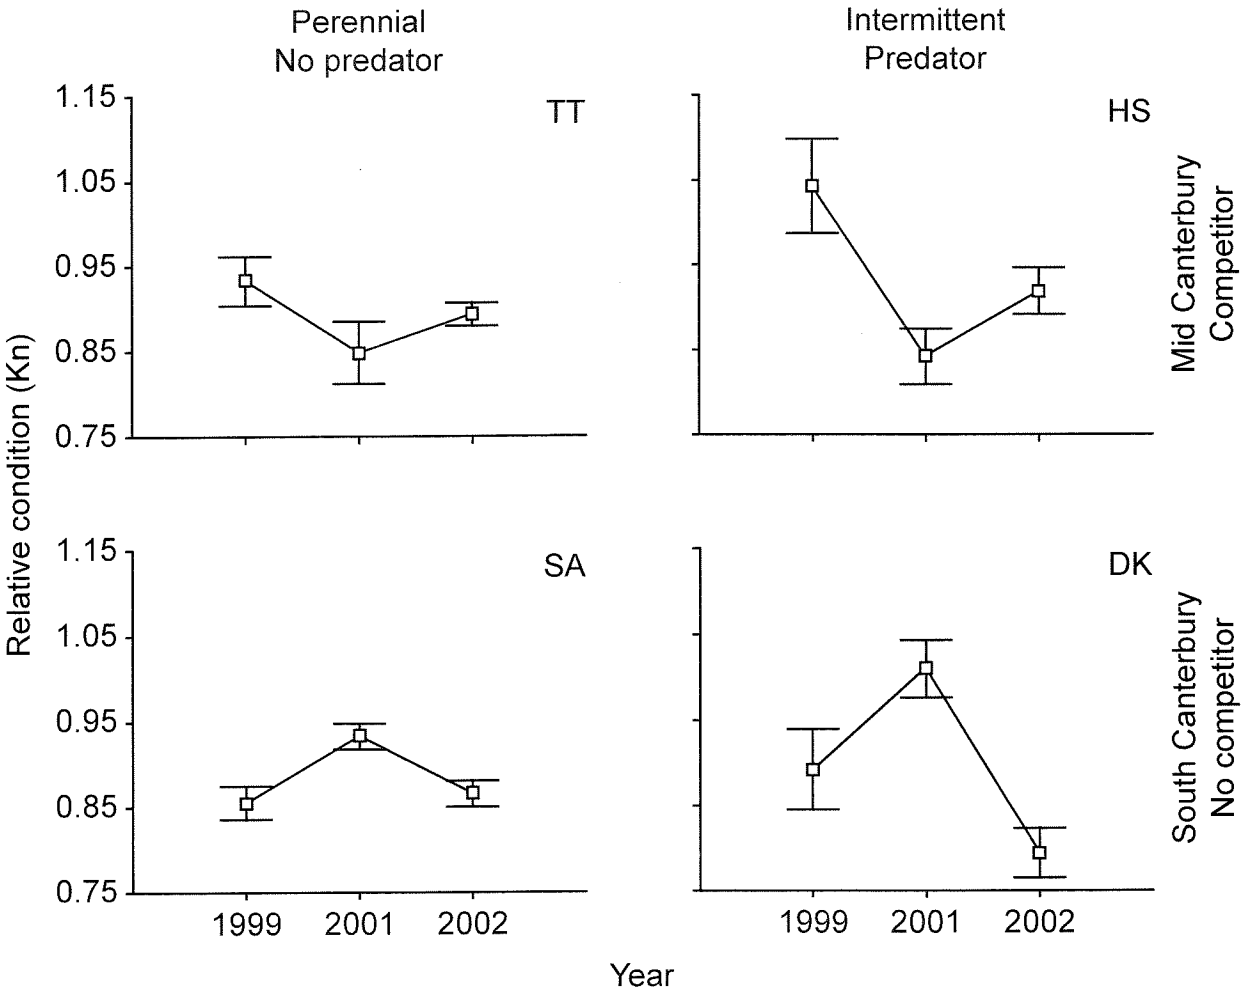 Perennial
No predator
Intermittent
Predator
1.15
1.05
0.95
0.85
0.75
TT
HS
Mid Canterbury
Competitor
Relative condition (Kn)
1.15
1.05
0.95
0.85
0.75
SA
DK
South Canterbury
No competitor
1999 2001 2002
1999 2001 2002
Year